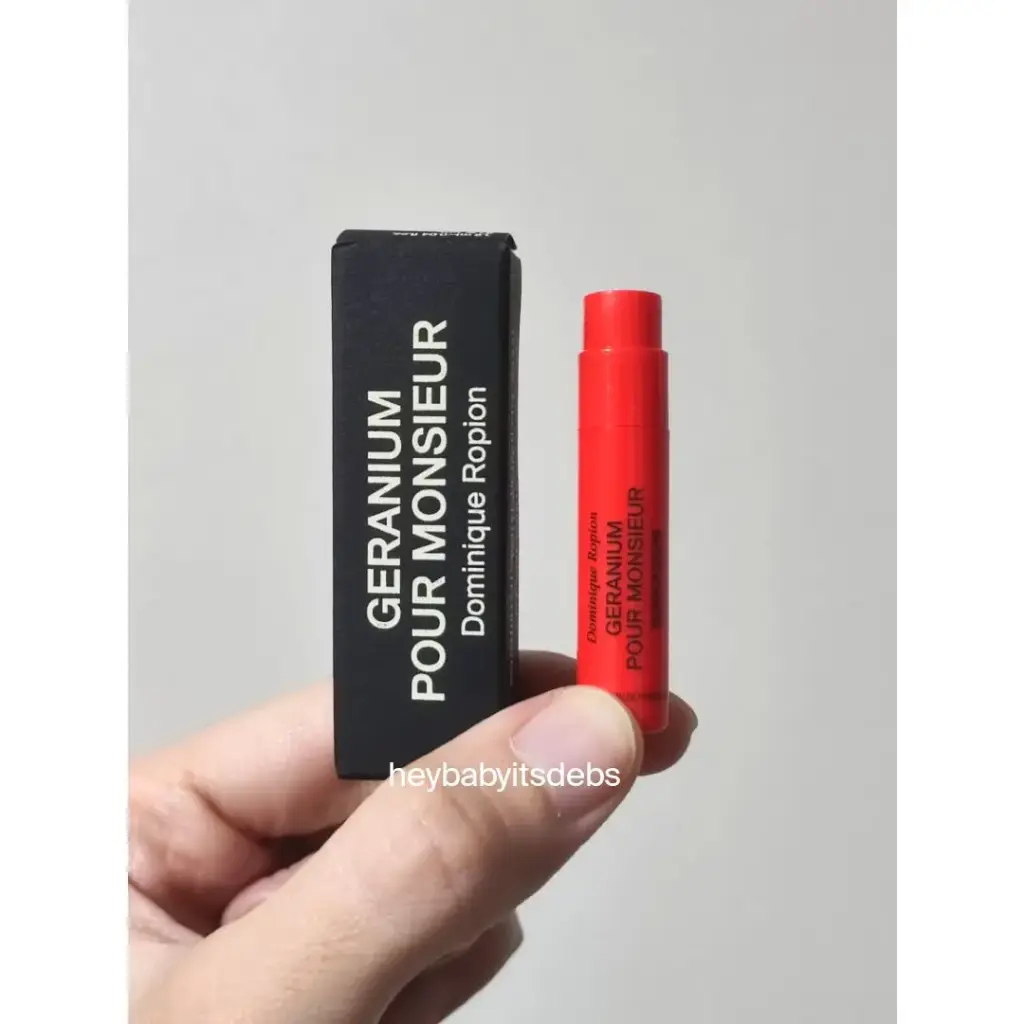 GERANIUM
POUR MONSIEUR
Dominique Ropion
Dominique Ropion
GERANIUM
POUR MONSIEUR
heybabyitsdebs